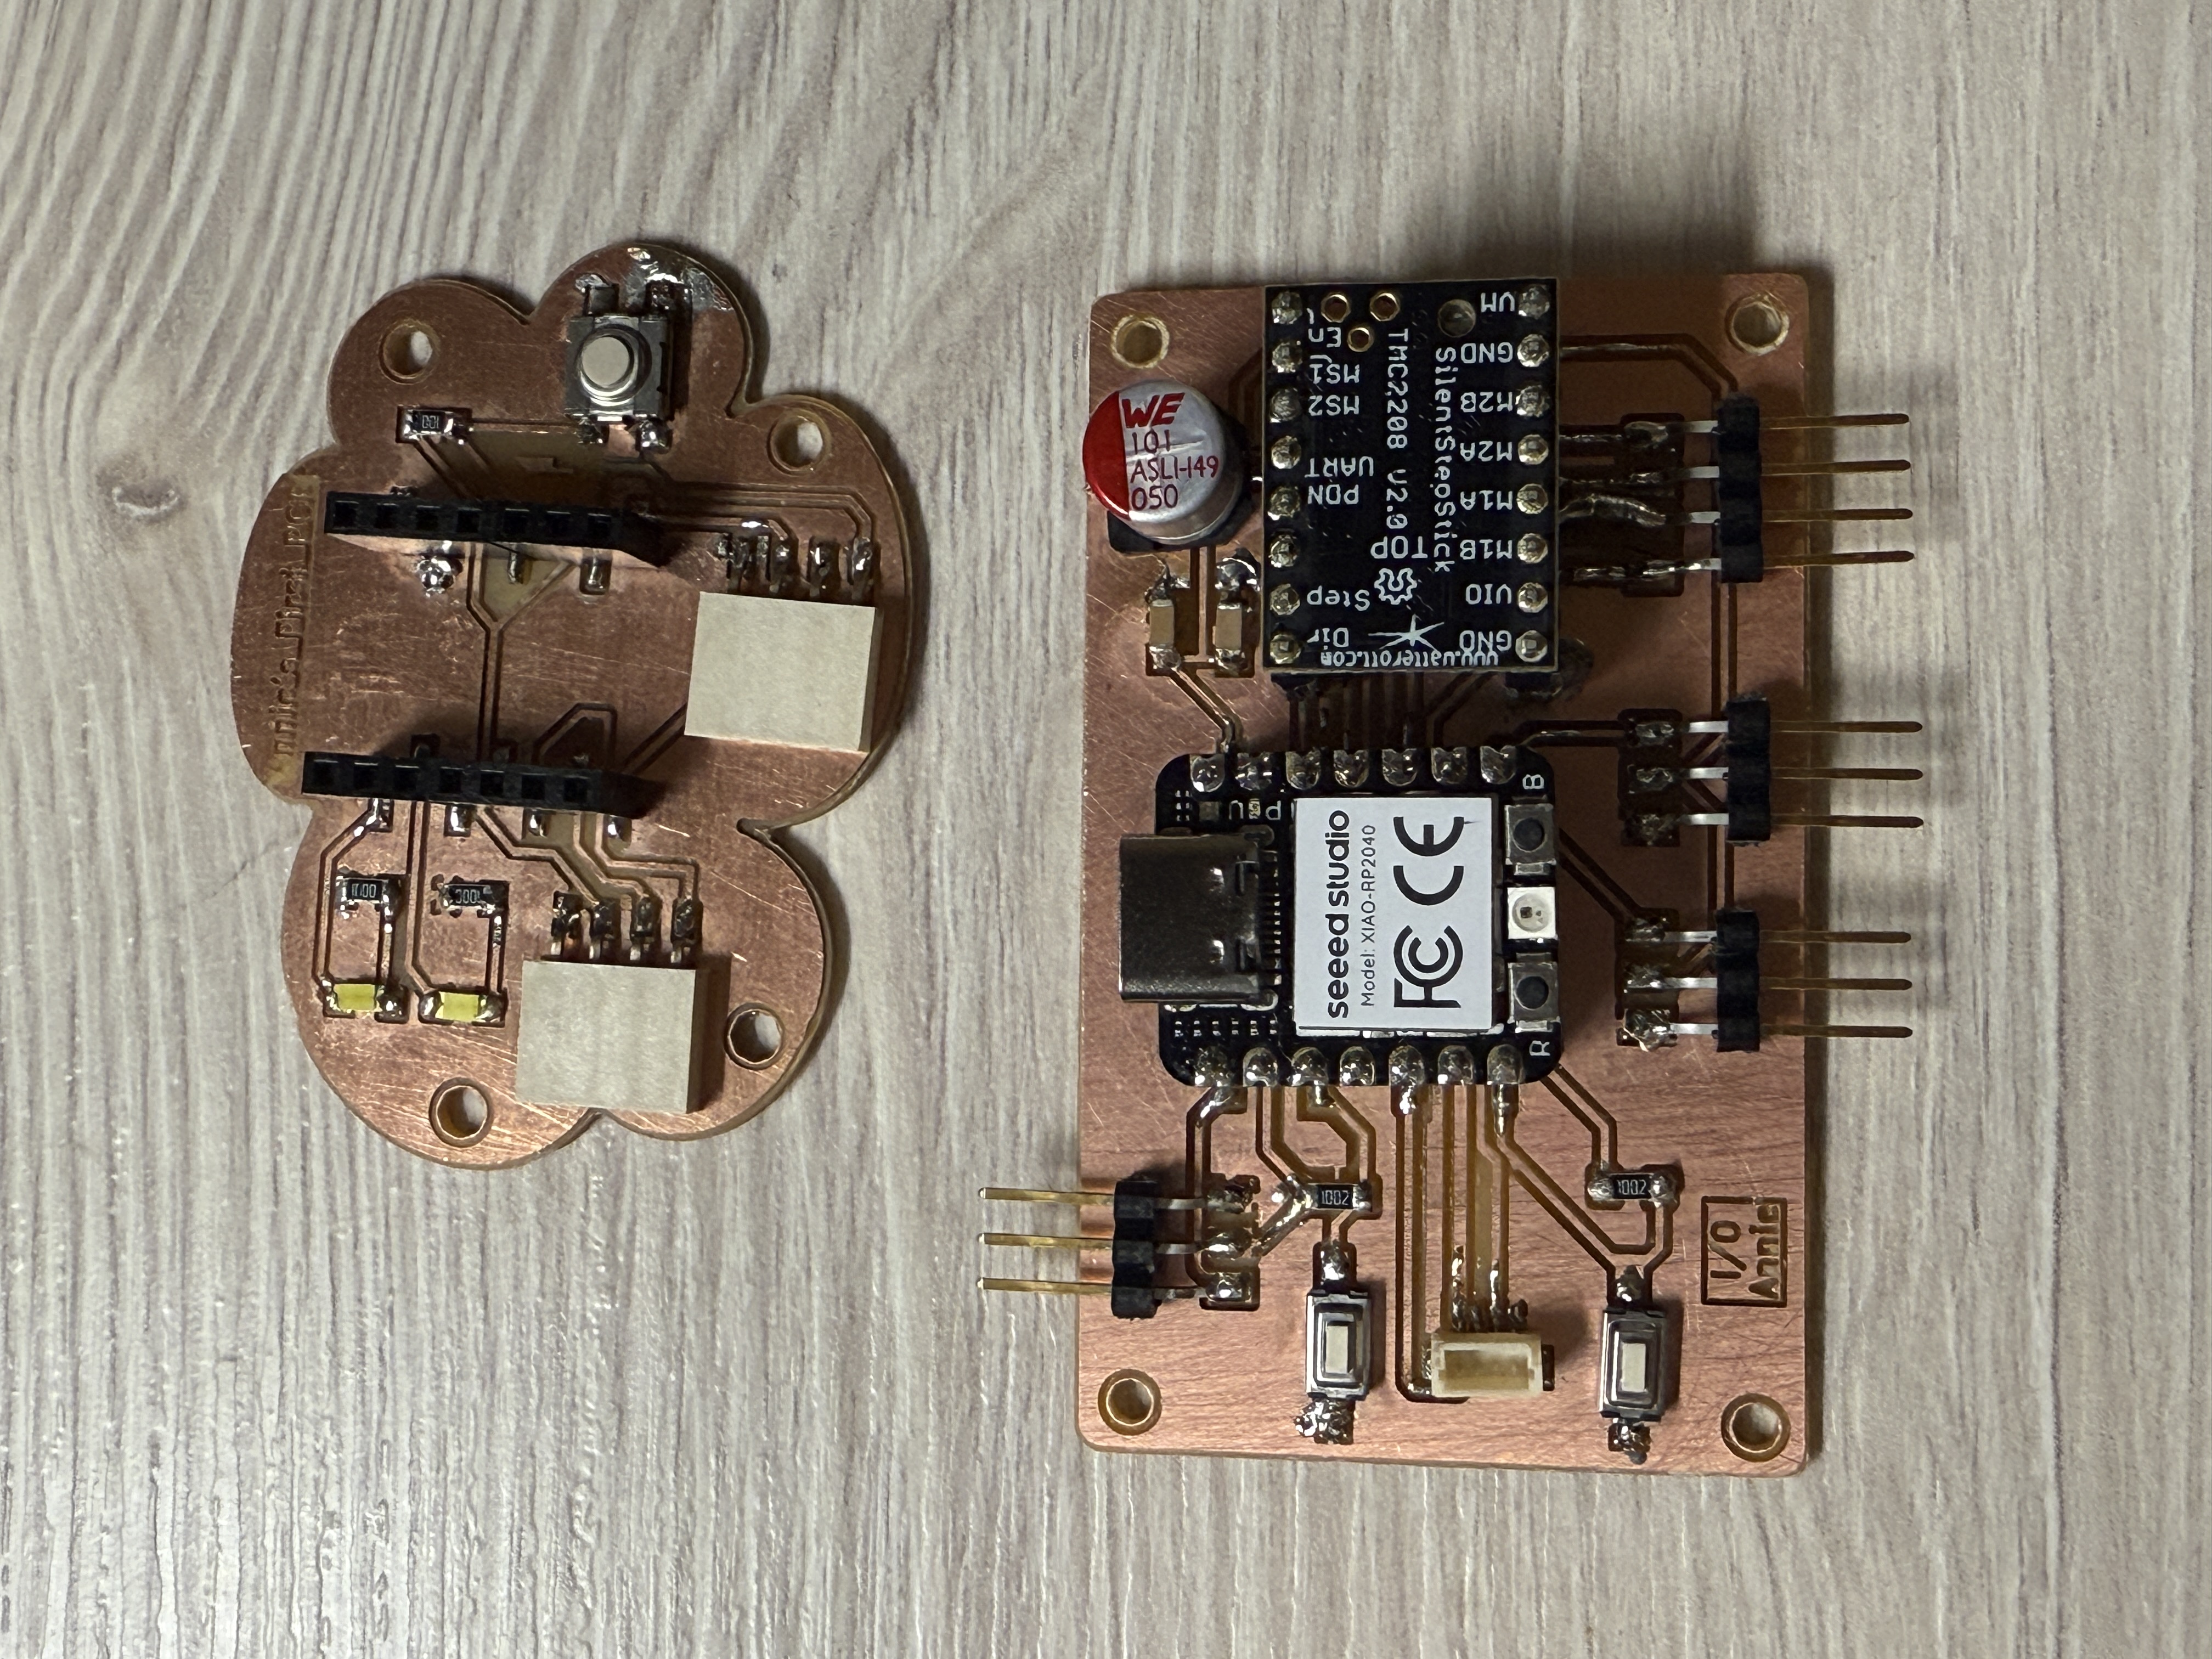 100
seeed studio
Model: XIAO-RP2040
FC CE
R
B
WE
101
ASLI-149
050
1002
1002
Dir
Step
PDN
UART
MS2
MS1
En
TMC2208 V2.0
SilentStepStick
TOP
GND
VIO
M1B
M1A
M2A
M2B
GND
VM
I/O
Annie